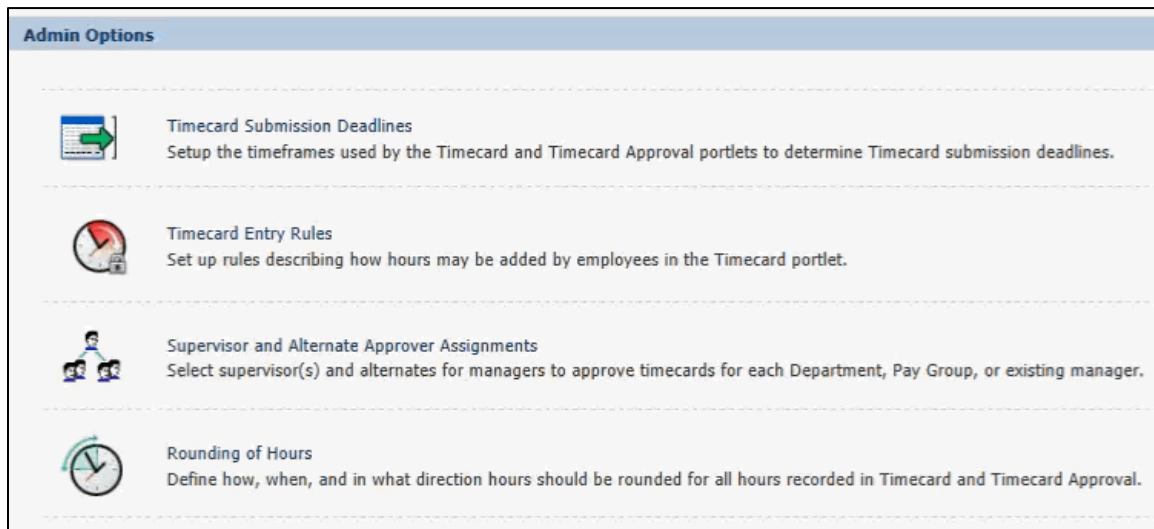 Admin Options
Timecard Submission Deadlines
Setup the timeframes used by the Timecard and Timecard Approval portlets to determine Timecard submission deadlines.
Timecard Entry Rules
Set up rules describing how hours may be added by employees in the Timecard portlet.
Supervisor and Alternate Approver Assignments
Select supervisor(s) and alternates for managers to approve timecards for each Department, Pay Group, or existing manager.
Rounding of Hours
Define how, when, and in what direction hours should be rounded for all hours recorded in Timecard and Timecard Approval.